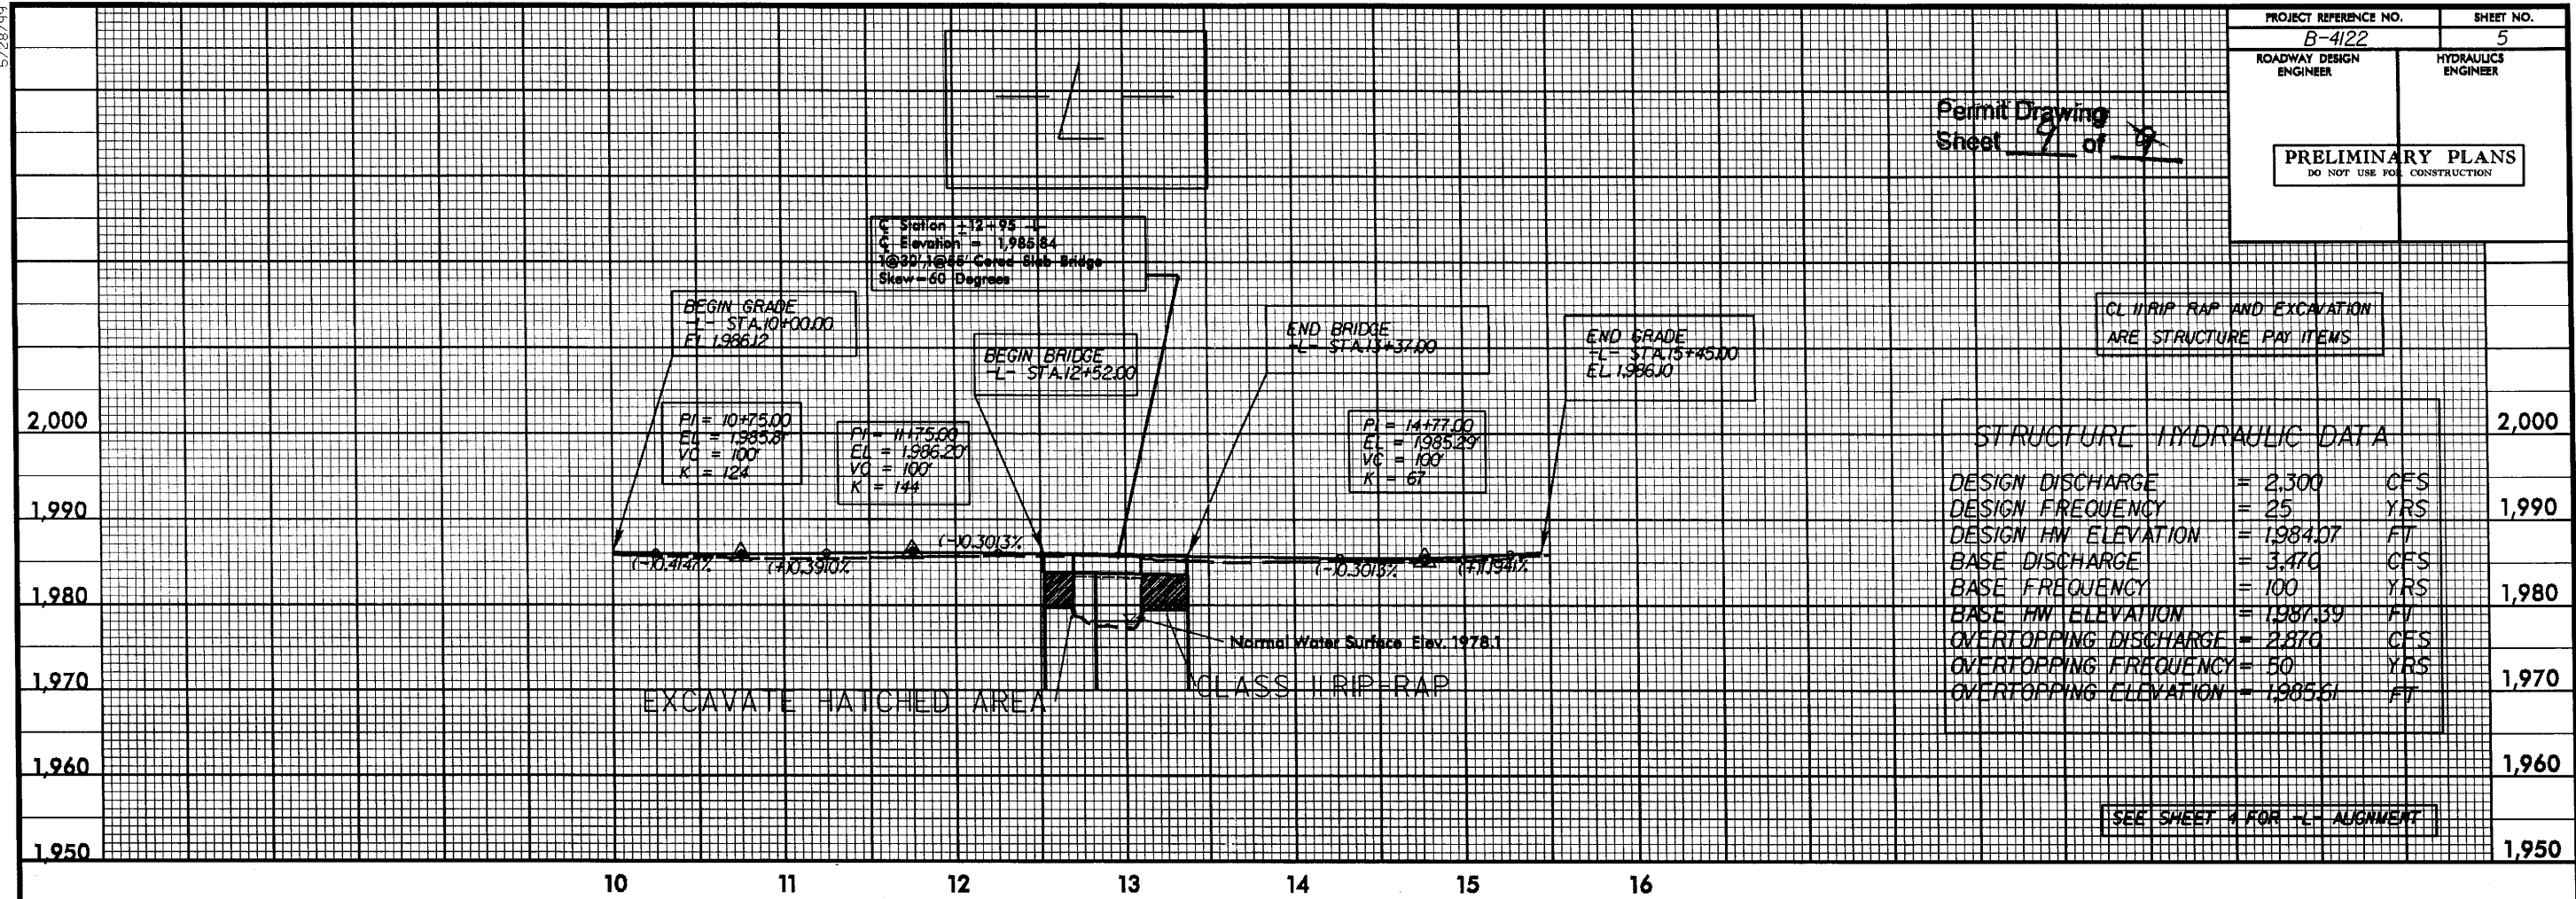 5/28/99
PROJECT REFERENCE NO.
SHEET NO.
B-4122
5
ROADWAY DESIGN
ENGINEER
HYDRAULICS
ENGINEER
PRELIMINARY PLANS
DO NOT USE FOR CONSTRUCTION
Permit Drawing
Sheet 9 of 9
-L-
℄ Station ±12+95 -L-
℄ Elevation = 1,985.84
1@30',1@55' Cored Slab Bridge
Skew=60 Degrees
BEGIN GRADE
-L- STA.10+00.00
EL 1,986.12
BEGIN BRIDGE
-L- STA.12+52.00
END BRIDGE
-L- STA.13+37.00
END GRADE
-L- STA.15+45.00
EL 1,986.10
CL II RIP RAP AND EXCAVATION
ARE STRUCTURE PAY ITEMS
PI = 10+75.00
EL = 1,985.81'
VC = 100'
K = 124
PI = 11+75.00
EL = 1,986.20'
VC = 100'
K = 144
PI = 14+77.00
EL = 1,985.29'
VC = 100'
K = 67
STRUCTURE HYDRAULIC DATA
DESIGN DISCHARGE = 2,300 CFS
DESIGN FREQUENCY = 25 YRS
DESIGN HW ELEVATION = 1,984.07 FT
BASE DISCHARGE = 3,470 CFS
BASE FREQUENCY = 100 YRS
BASE HW ELEVATION = 1,987.39 FT
OVERTOPPING DISCHARGE = 2,870 CFS
OVERTOPPING FREQUENCY = 50 YRS
OVERTOPPING ELEVATION = 1,985.61 FT
(-)0.4147%
(+)0.3910%
(-)0.3013%
(-)0.3013%
(+)1.1941%
Normal Water Surface Elev. 1978.1
EXCAVATE HATCHED AREA
CLASS II RIP-RAP
SEE SHEET 4 FOR -L- ALIGNMENT
2,000
1,990
1,980
1,970
1,960
1,950
2,000
1,990
1,980
1,970
1,960
1,950
10 11 12 13 14 15 16